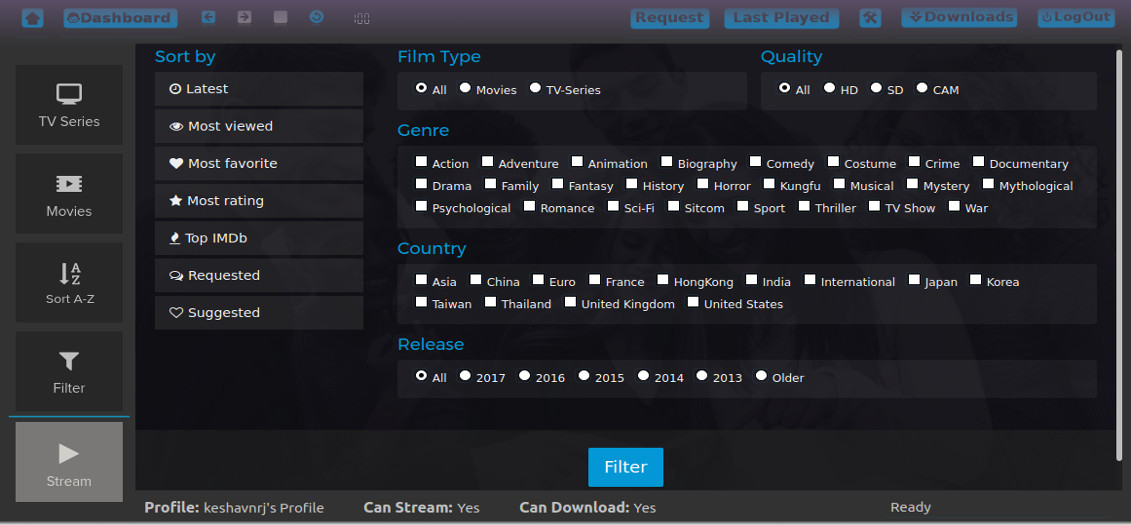 Dashboard :00 Request Last Played Downloads LogOut
TV Series
Movies
Sort A-Z
Filter
Stream
Sort by
Latest
Most viewed
Most favorite
Most rating
Top IMDb
Requested
Suggested
Film Type
All Movies TV-Series
Quality
All HD SD CAM
Genre
Action Adventure Animation Biography Comedy Costume Crime Documentary
Drama Family Fantasy History Horror Kungfu Musical Mystery Mythological
Psychological Romance Sci-Fi Sitcom Sport Thriller TV Show War
Country
Asia China Euro France HongKong India International Japan Korea
Taiwan Thailand United Kingdom United States
Release
All 2017 2016 2015 2014 2013 Older
Filter
Profile: keshavnrj's Profile Can Stream: Yes Can Download: Yes Ready